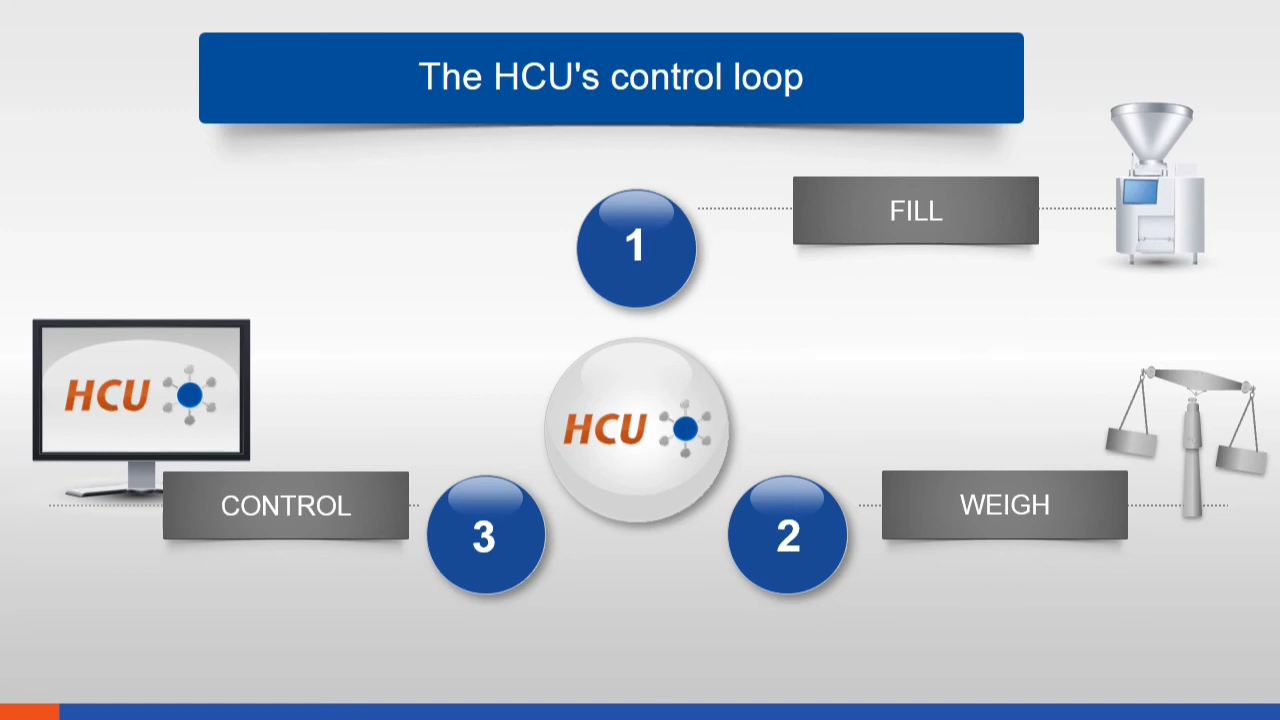 The HCU's control loop
1
FILL
HCU
HCU
CONTROL
3
2
WEIGH